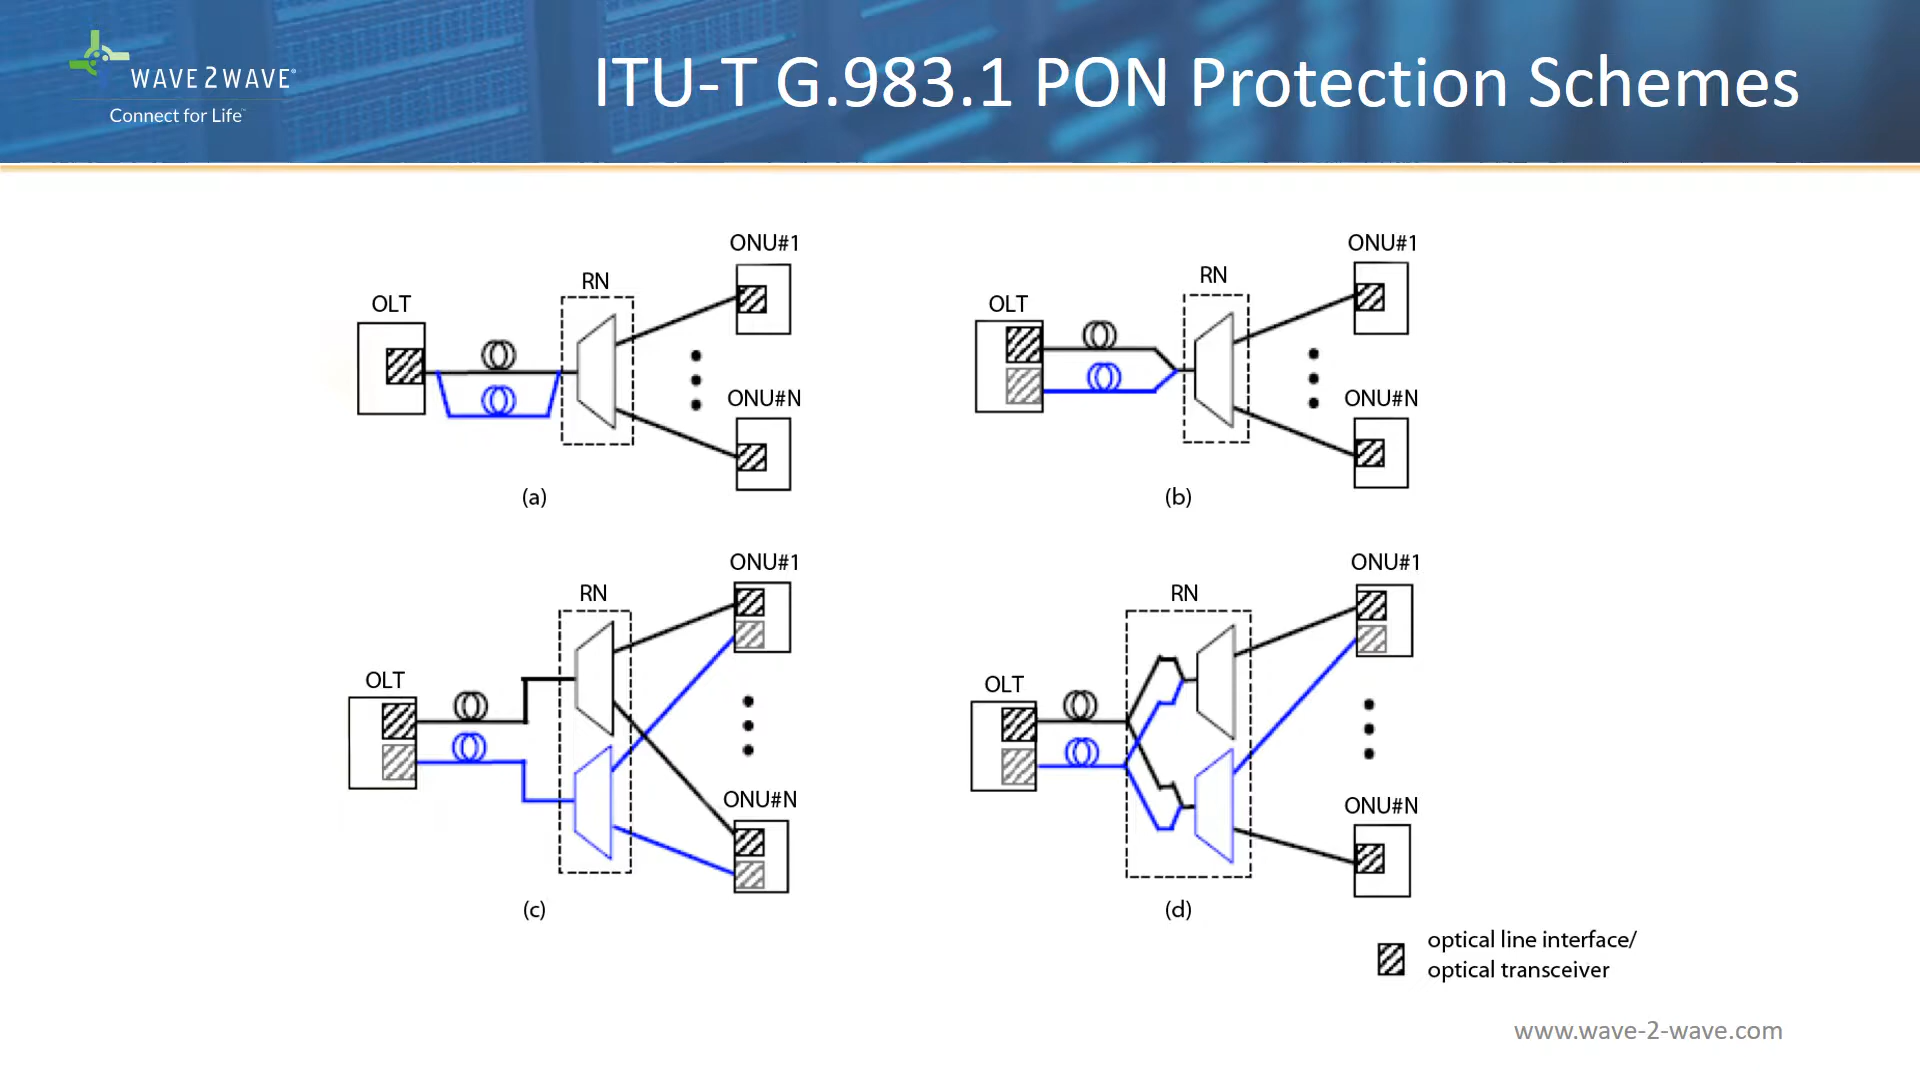 WAVE2WAVE®
Connect for Life™
ITU-T G.983.1 PON Protection Schemes
OLT
RN
ONU#1
ONU#N
(a)
OLT
RN
ONU#1
ONU#N
(b)
OLT
RN
ONU#1
ONU#N
(c)
OLT
RN
ONU#1
ONU#N
(d)
optical line interface/
optical transceiver
www.wave-2-wave.com